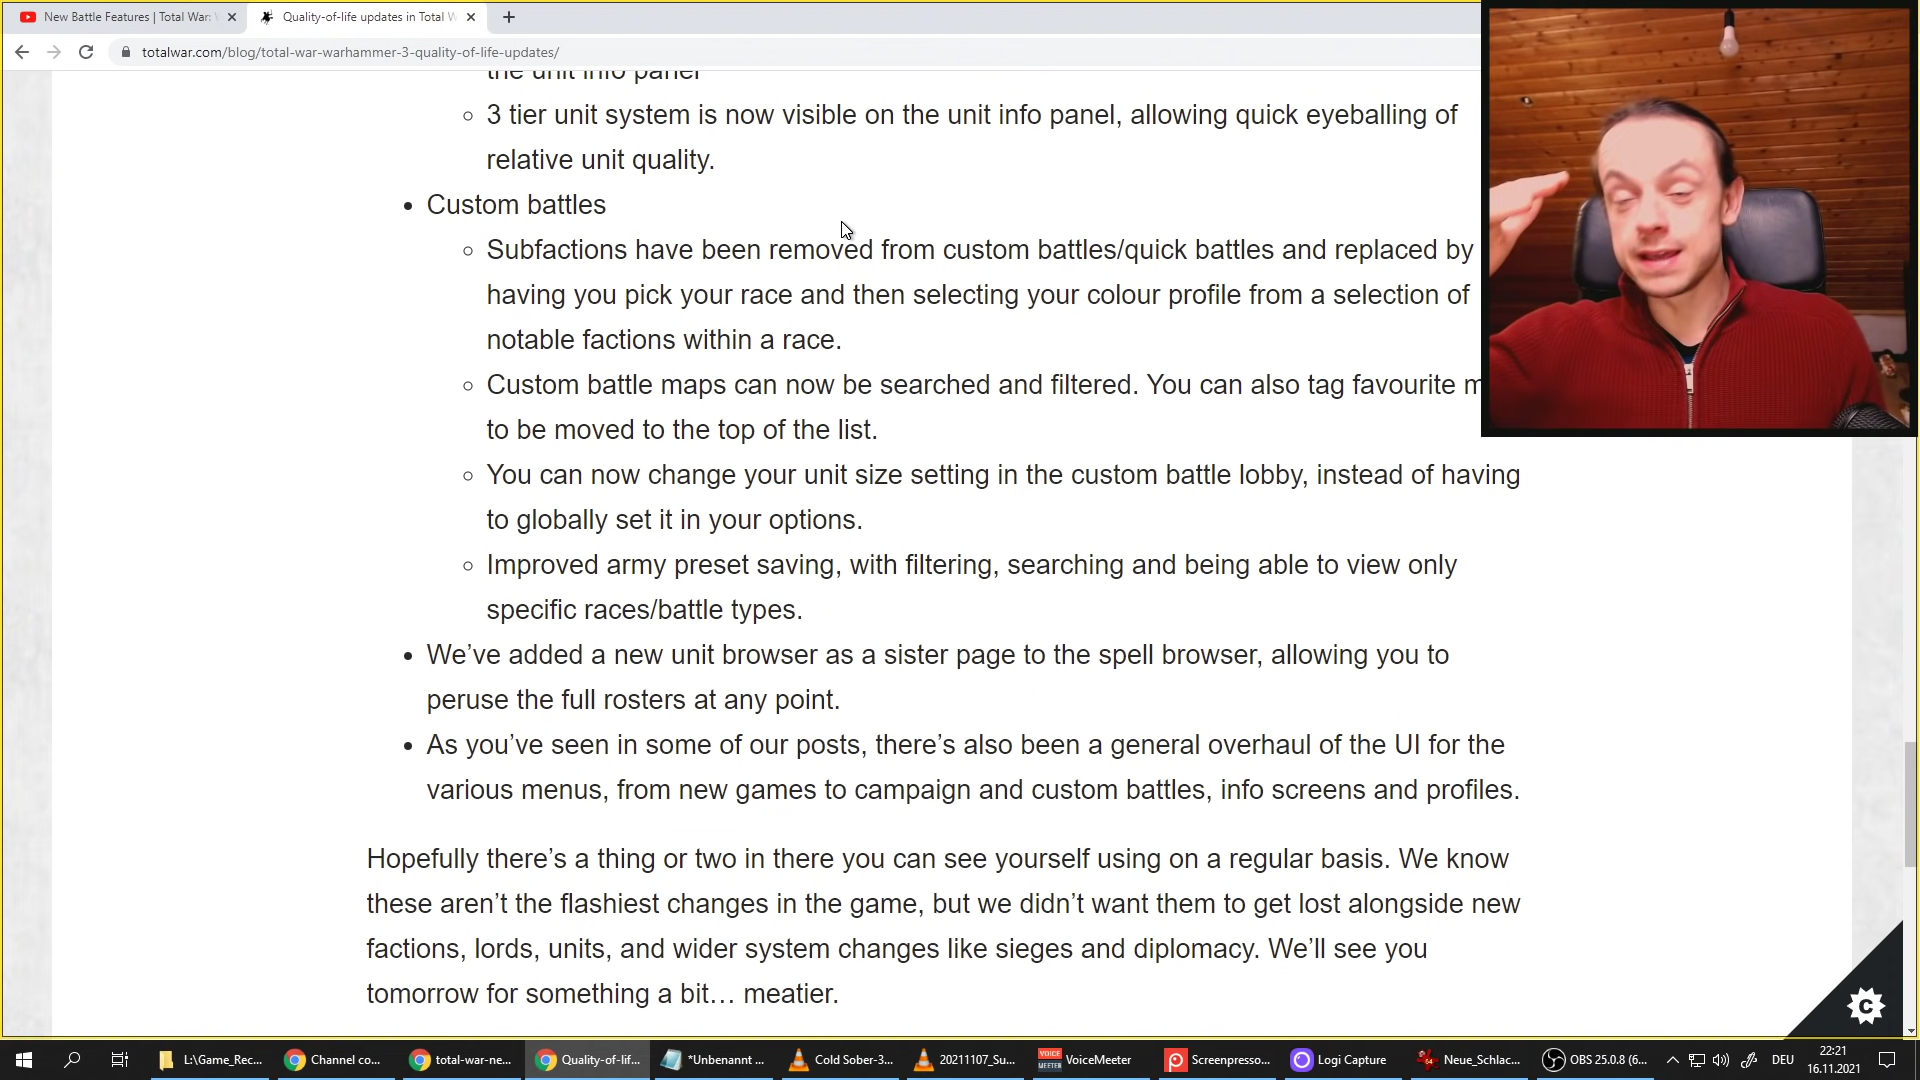 New Battle Features | Total War:
Quality-of-life updates in Total W
totalwar.com/blog/total-war-warhammer-3-quality-of-life-updates/
the unit info panel
3 tier unit system is now visible on the unit info panel, allowing quick eyeballing of
relative unit quality.
Custom battles
Subfactions have been removed from custom battles/quick battles and replaced by
having you pick your race and then selecting your colour profile from a selection of
notable factions within a race.
Custom battle maps can now be searched and filtered. You can also tag favourite
to be moved to the top of the list.
You can now change your unit size setting in the custom battle lobby, instead of having
to globally set it in your options.
Improved army preset saving, with filtering, searching and being able to view only
specific races/battle types.
We’ve added a new unit browser as a sister page to the spell browser, allowing you to
peruse the full rosters at any point.
As you’ve seen in some of our posts, there’s also been a general overhaul of the UI for the
various menus, from new games to campaign and custom battles, info screens and profiles.
Hopefully there’s a thing or two in there you can see yourself using on a regular basis. We know
these aren’t the flashiest changes in the game, but we didn’t want them to get lost alongside new
factions, lords, units, and wider system changes like sieges and diplomacy. We’ll see you
tomorrow for something a bit… meatier.
L:\Game_Rec... Channel co... total-war-ne... Quality-of-lif... *Unbenannt ... Cold Sober-3... 20211107_Su... VOICE MEETER VoiceMeeter Screenpresso... Logi Capture 64 Neue_Schlac... OBS 25.0.8 (6... DEU 22:21
16.11.2021